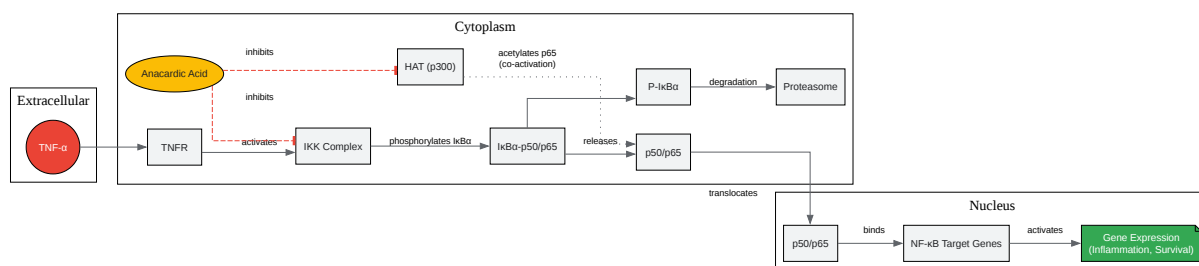 Cytoplasm
inhibits
HAT (p300)
acetylates p65
(co-activation)
Anacardic Acid
inhibits
P-IκBα
degradation
Proteasome
Extracellular
TNF-α
TNFR
activates
IKK Complex
phosphorylates IκBα
IκBα-p50/p65
releases
p50/p65
translocates
Nucleus
p50/p65
binds
NF-κB Target Genes
activates
Gene Expression
(Inflammation, Survival)